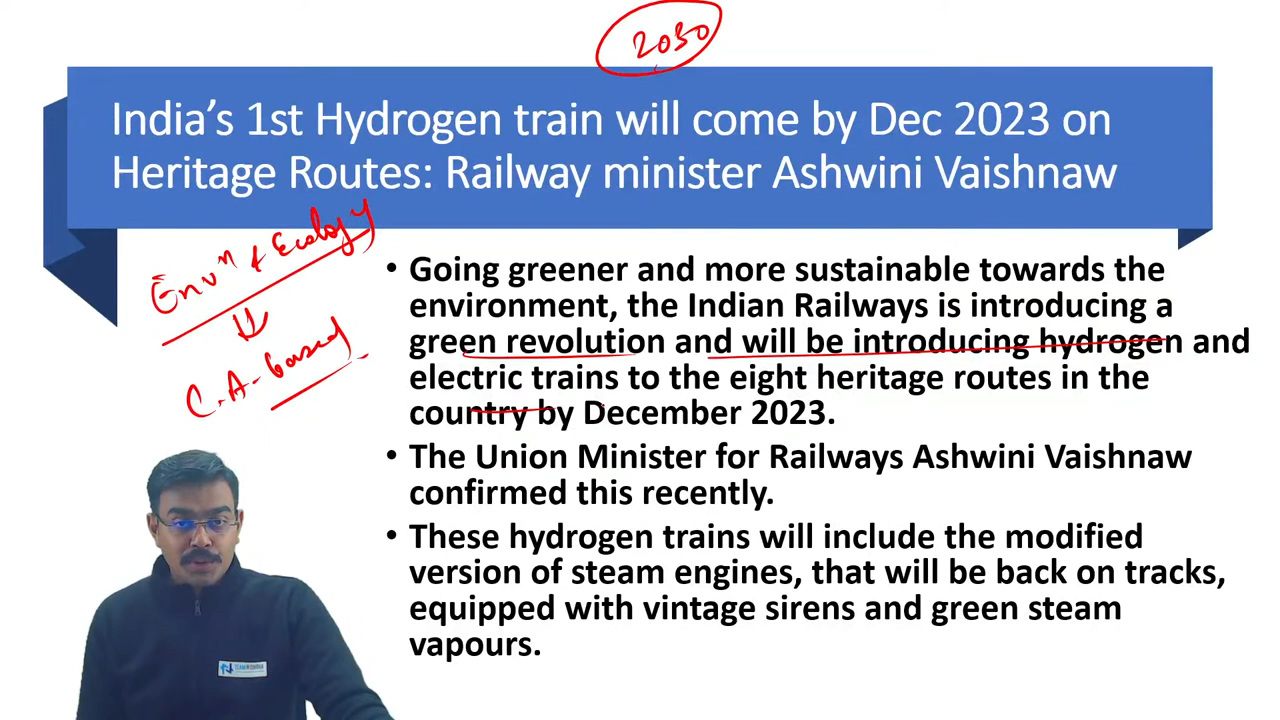 2030
India’s 1st Hydrogen train will come by Dec 2023 on
Heritage Routes: Railway minister Ashwini Vaishnaw
Envⁿ & Ecology
C.A. based
• Going greener and more sustainable towards the
environment, the Indian Railways is introducing a
green revolution and will be introducing hydrogen and
electric trains to the eight heritage routes in the
country by December 2023.
• The Union Minister for Railways Ashwini Vaishnaw
confirmed this recently.
• These hydrogen trains will include the modified
version of steam engines, that will be back on tracks,
equipped with vintage sirens and green steam
vapours.